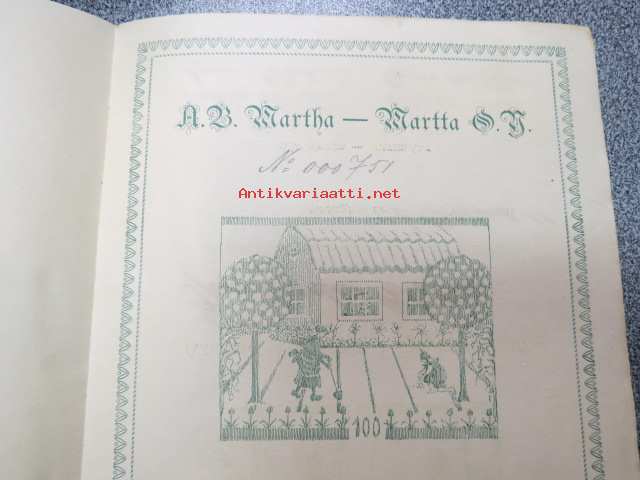 A.B. Martha — Martta O.Y.
No 000751
Antikvariaatti.net
100